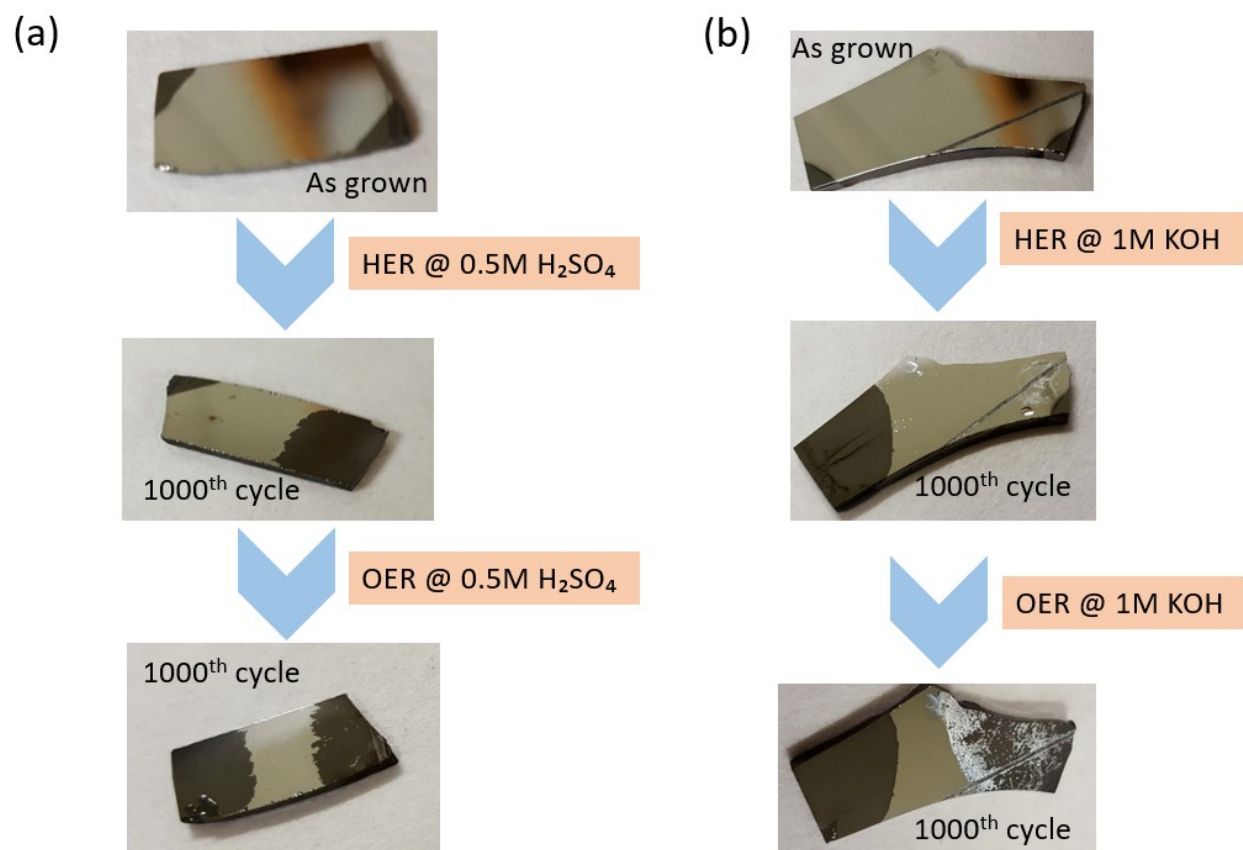 (a)
As grown
HER @ 0.5M H₂SO₄
1000ᵗʰ cycle
OER @ 0.5M H₂SO₄
1000ᵗʰ cycle
(b)
As grown
HER @ 1M KOH
1000ᵗʰ cycle
OER @ 1M KOH
1000ᵗʰ cycle